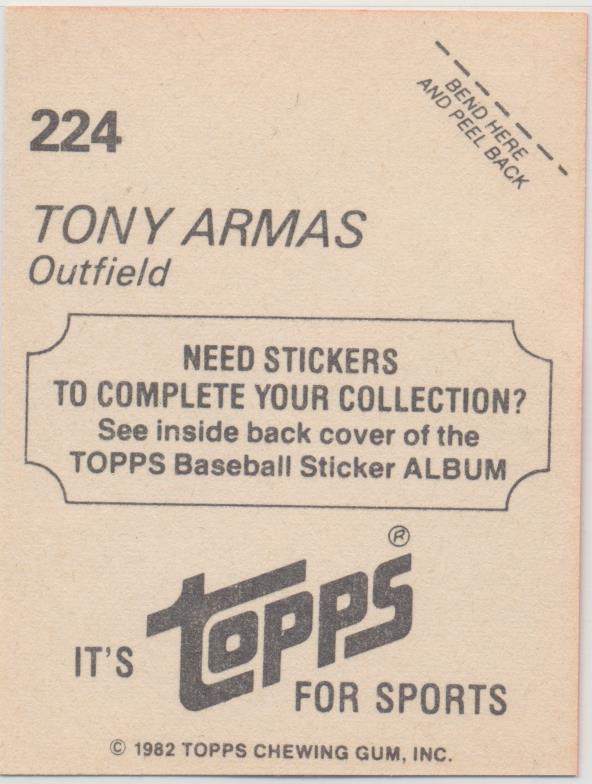 BEND HERE
AND PEEL BACK
224
TONY ARMAS
Outfield
NEED STICKERS
TO COMPLETE YOUR COLLECTION?
See inside back cover of the
TOPPS Baseball Sticker ALBUM
®
IT'S TOPPS
FOR SPORTS
© 1982 TOPPS CHEWING GUM, INC.